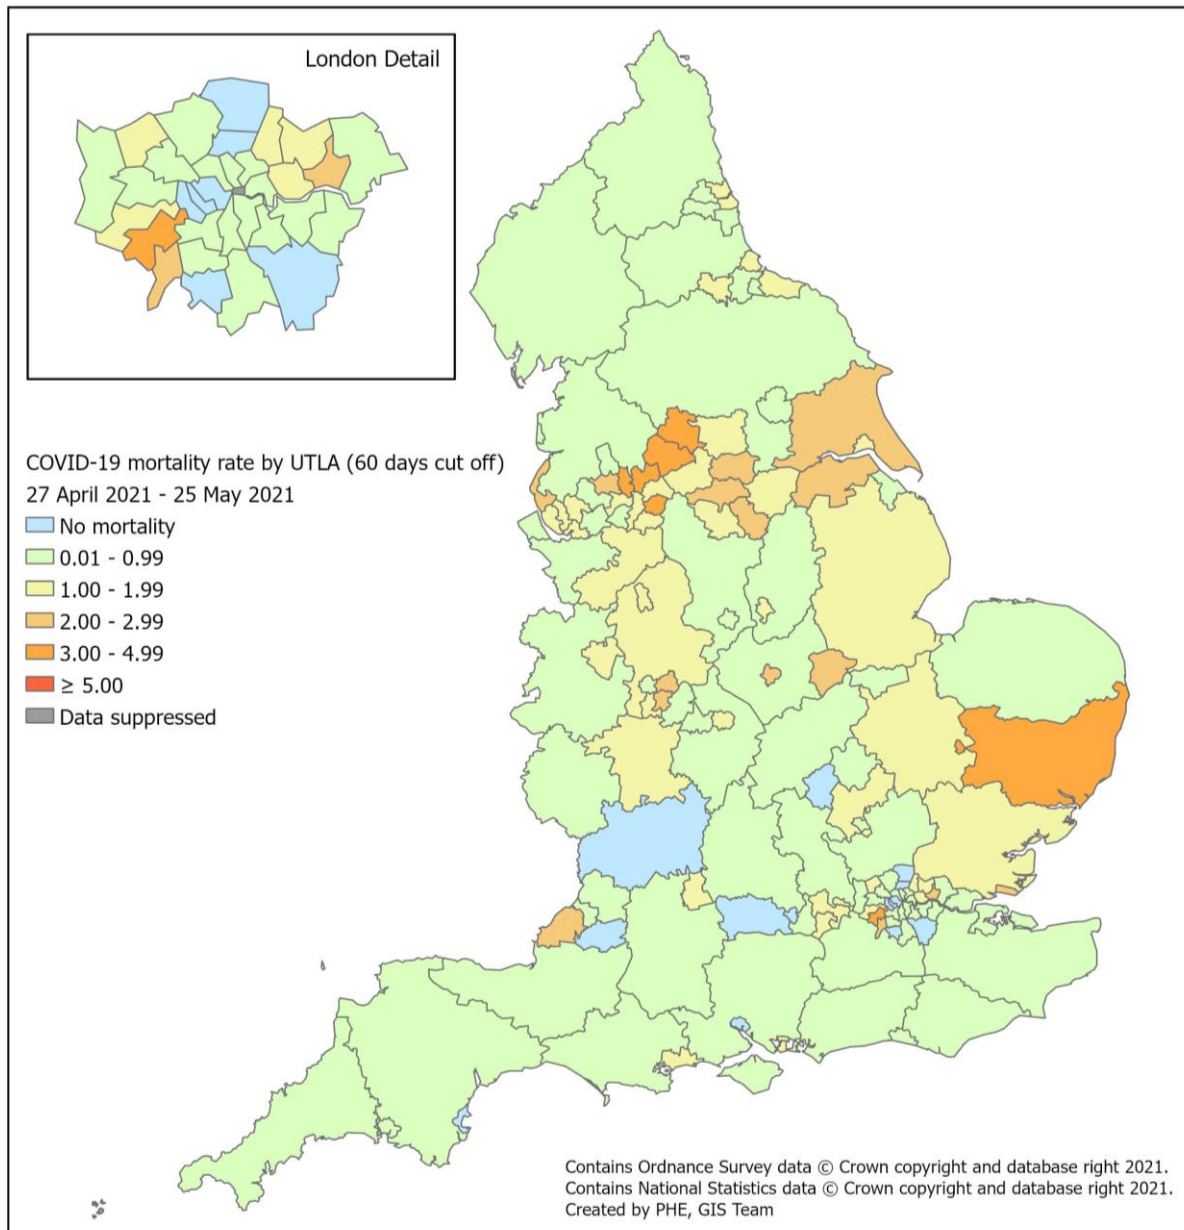 London Detail
COVID-19 mortality rate by UTLA (60 days cut off)
27 April 2021 - 25 May 2021
No mortality
0.01 - 0.99
1.00 - 1.99
2.00 - 2.99
3.00 - 4.99
≥ 5.00
Data suppressed
Contains Ordnance Survey data © Crown copyright and database right 2021.
Contains National Statistics data © Crown copyright and database right 2021.
Created by PHE, GIS Team